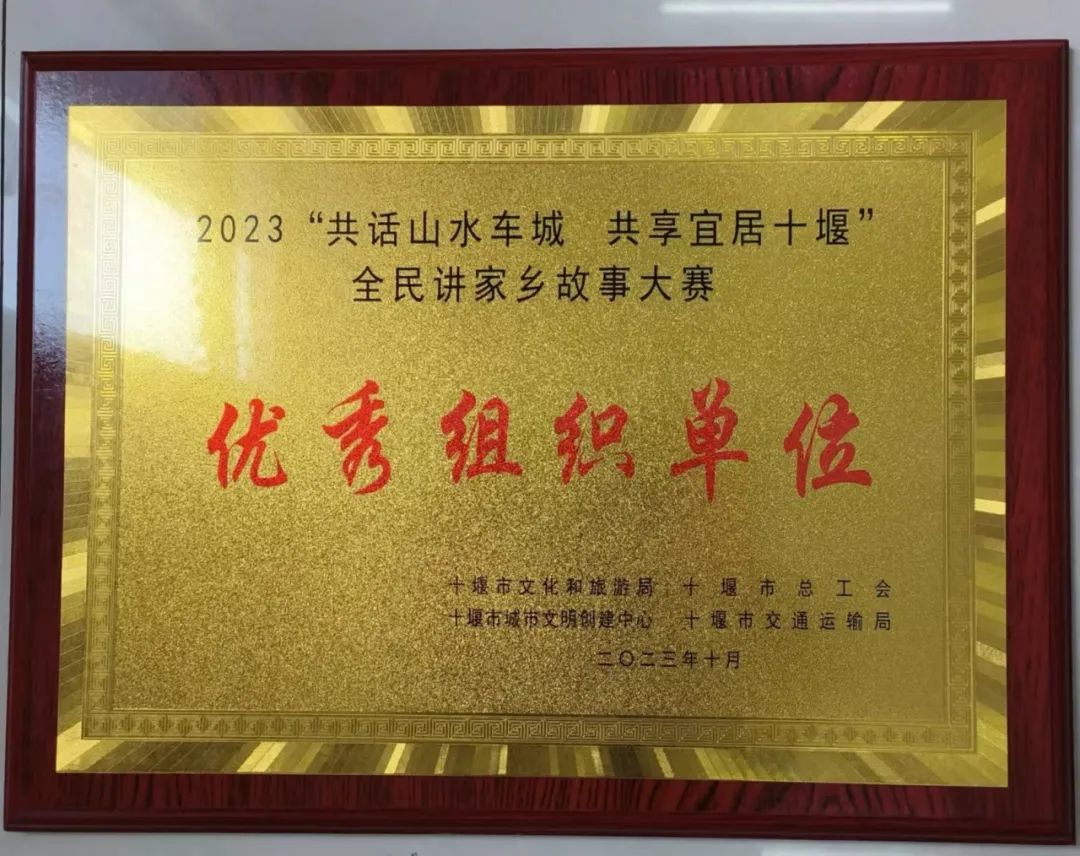 2023“共话山水车城 共享宜居十堰”
全民讲家乡故事大赛
优秀组织单位
十堰市文化和旅游局 十堰市总工会
十堰市城市文明创建中心 十堰市交通运输局
二〇二三年十月